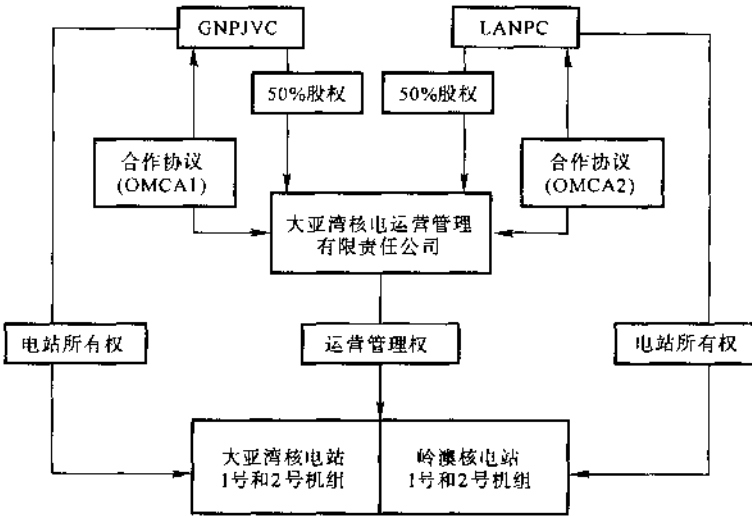 GNPJVC
LANPC
50%股权
50%股权
合作协议
(OMCA1)
合作协议
(OMCA2)
大亚湾核电运营管理
有限责任公司
电站所有权
运营管理权
电站所有权
大亚湾核电站
1号和2号机组
岭澳核电站
1号和2号机组